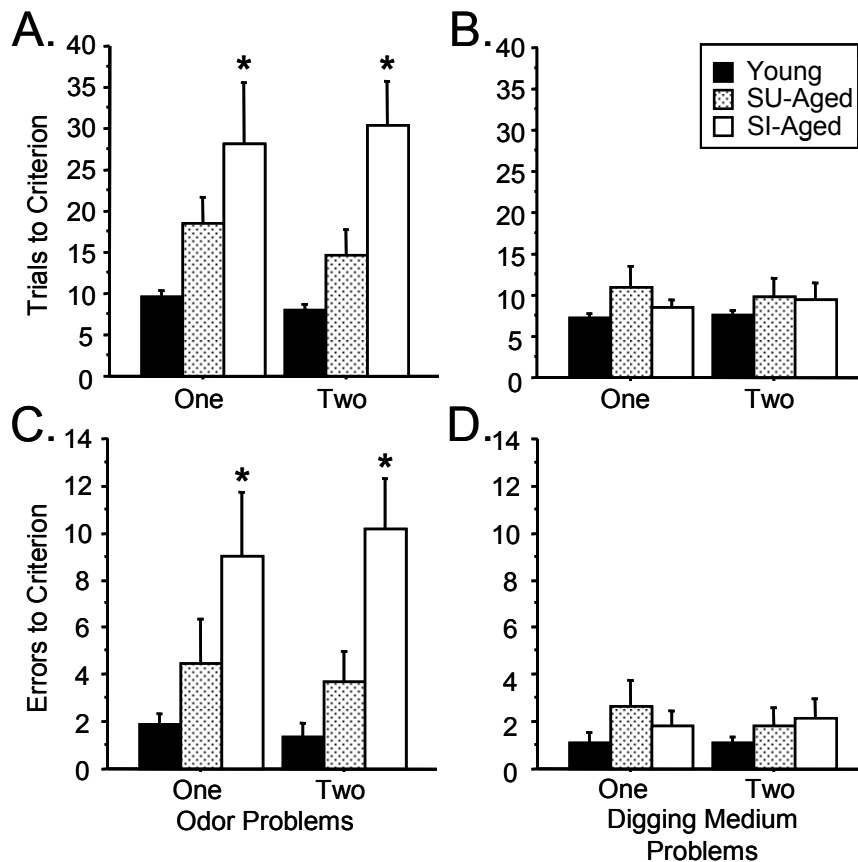 A.
Trials to Criterion
40
35
30
25
20
15
10
5
0
*
*
One
Two
B.
40
35
30
25
20
15
10
5
0
Young
SU-Aged
SI-Aged
One
Two
C.
Errors to Criterion
14
12
10
8
6
4
2
0
*
*
One
Two
Odor Problems
D.
14
12
10
8
6
4
2
0
One
Two
Digging Medium
Problems